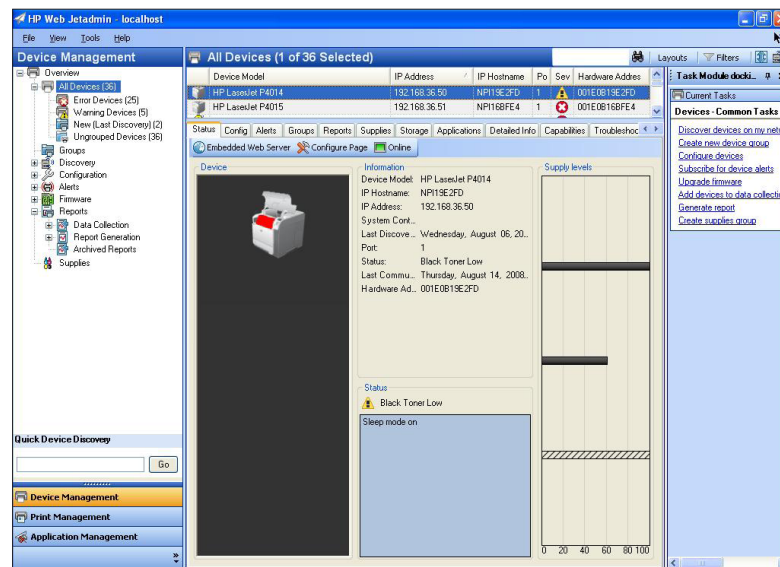 HP Web Jetadmin - localhost
File View Tools Help
Device Management
Overview
All Devices (36)
Error Devices (25)
Warning Devices (5)
New (Last Discovery) (2)
Ungrouped Devices (36)
Groups
Discovery
Configuration
Alerts
Firmware
Reports
Data Collection
Report Generation
Archived Reports
Supplies
Quick Device Discovery
Go
Device Management
Print Management
Application Management
All Devices (1 of 36 Selected)
Layouts Filters
Device Model IP Address IP Hostname Po Sev Hardware Addres
HP LaserJet P4014 192.168.36.50 NPI19E2FD 1 001E0B19E2FD
HP LaserJet P4015 192.168.36.51 NPI16BFE4 1 001E0B16BFE4
Status Config Alerts Groups Reports Supplies Storage Applications Detailed Info Capabilities Troubleshoc
Embedded Web Server Configure Page Online
Device
Information
Device Model: HP LaserJet P4014
IP Hostname: NPI19E2FD
IP Address: 192.168.36.50
System Cont...
Last Discove... Wednesday, August 06, 20...
Port: 1
Status: Black Toner Low
Last Commu... Thursday, August 14, 2008...
Hardware Ad... 001E0B19E2FD
Status
Black Toner Low
Sleep mode on
Supply levels
0 20 40 60 80 100
Task Module docki...
Current Tasks
Devices - Common Tasks
Discover devices on my net
Create new device group
Configure devices
Subscribe for device alerts
Upgrade firmware
Add devices to data collecti
Generate report
Create supplies group